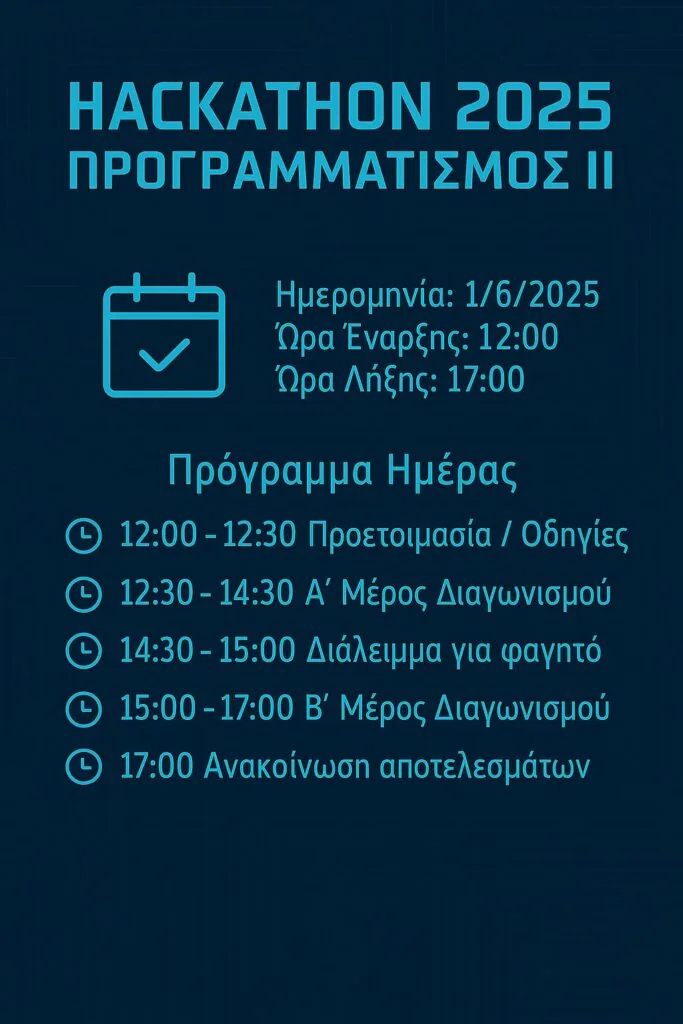 HACKATHON 2025
ΠΡΟΓΡΑΜΜΑΤΙΣΜΟΣ II
Ημερομηνία: 1/6/2025
Ώρα Έναρξης: 12:00
Ώρα Λήξης: 17:00
Πρόγραμμα Ημέρας
12:00 - 12:30 Προετοιμασία / Οδηγίες
12:30 - 14:30 Α΄ Μέρος Διαγωνισμού
14:30 - 15:00 Διάλειμμα για φαγητό
15:00 - 17:00 Β΄ Μέρος Διαγωνισμού
17:00 Ανακοίνωση αποτελεσμάτων